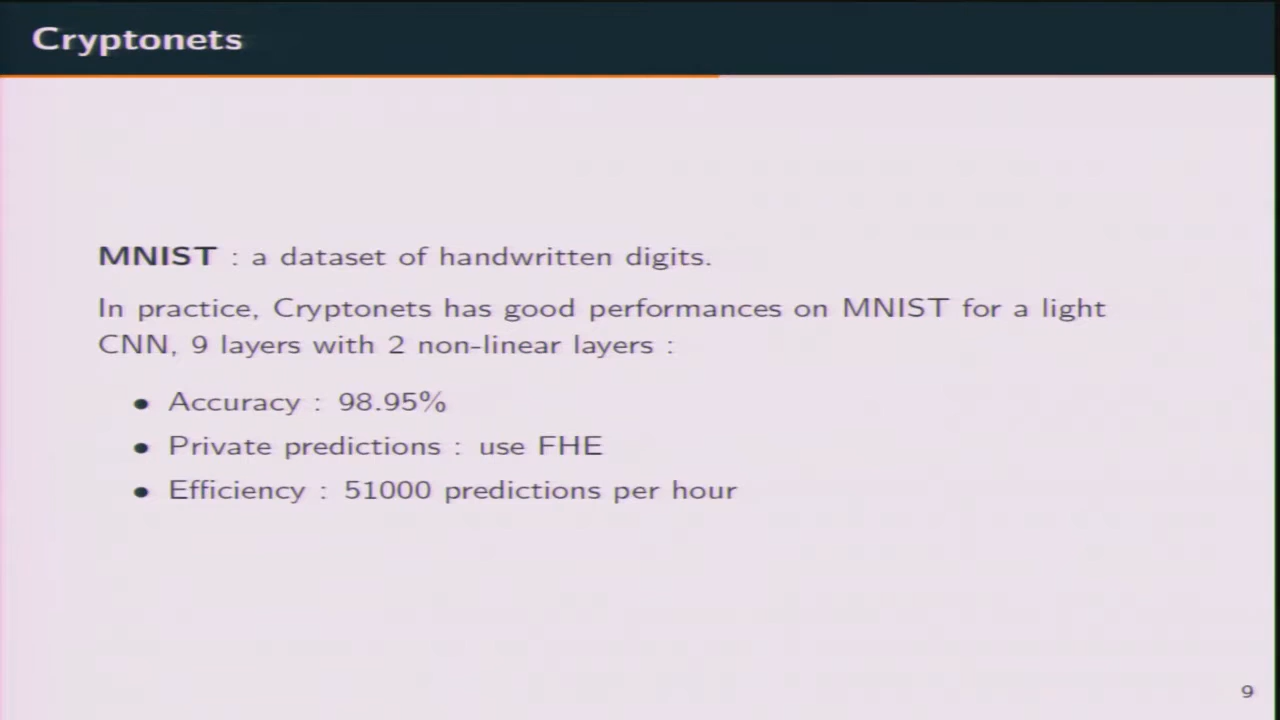 Cryptonets
MNIST : a dataset of handwritten digits.
In practice, Cryptonets has good performances on MNIST for a light
CNN, 9 layers with 2 non-linear layers :
• Accuracy : 98.95%
• Private predictions : use FHE
• Efficiency : 51000 predictions per hour
9